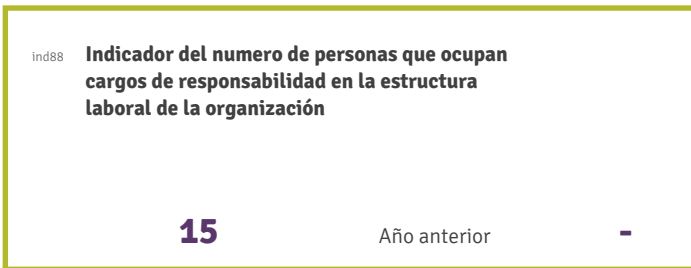 ind88 Indicador del numero de personas que ocupan
cargos de responsabilidad en la estructura
laboral de la organización
15 Año anterior -